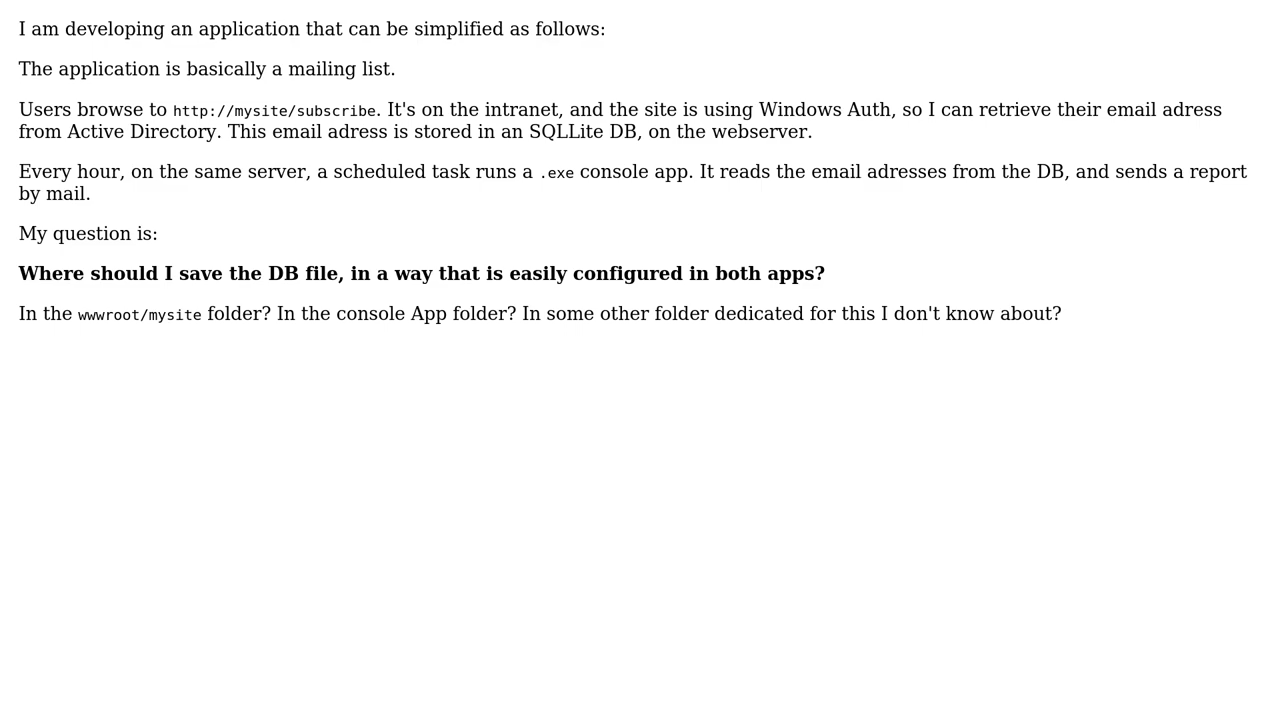 I am developing an application that can be simplified as follows:
The application is basically a mailing list.
Users browse to http://mysite/subscribe. It's on the intranet, and the site is using Windows Auth, so I can retrieve their email adress
from Active Directory. This email adress is stored in an SQLLite DB, on the webserver.
Every hour, on the same server, a scheduled task runs a .exe console app. It reads the email adresses from the DB, and sends a report
by mail.
My question is:
Where should I save the DB file, in a way that is easily configured in both apps?
In the wwwroot/mysite folder? In the console App folder? In some other folder dedicated for this I don't know about?